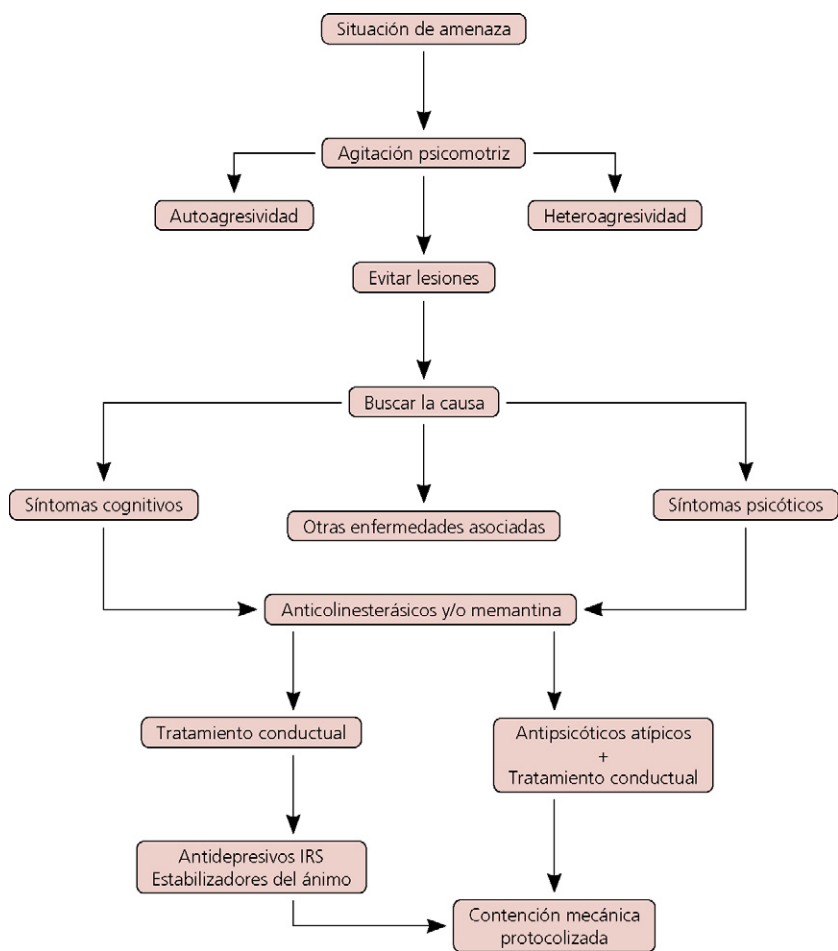 Situación de amenaza
Agitación psicomotriz
Autoagresividad
Heteroagresividad
Evitar lesiones
Buscar la causa
Síntomas cognitivos
Otras enfermedades asociadas
Síntomas psicóticos
Anticolinesterásicos y/o memantina
Tratamiento conductual
Antipsicóticos atípicos
+
Tratamiento conductual
Antidepresivos IRS
Estabilizadores del ánimo
Contención mecánica
protocolizada